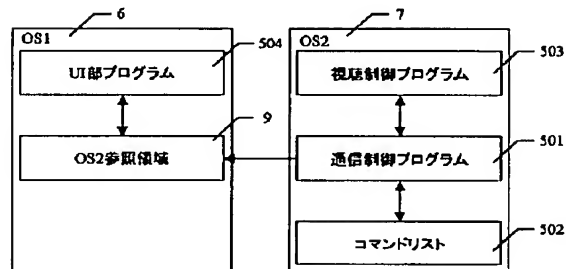 6
7
OS1
OS2
504
503
UI部プログラム
視聴制御プログラム
9
501
OS2参照領域
通信制御プログラム
502
コマンドリスト